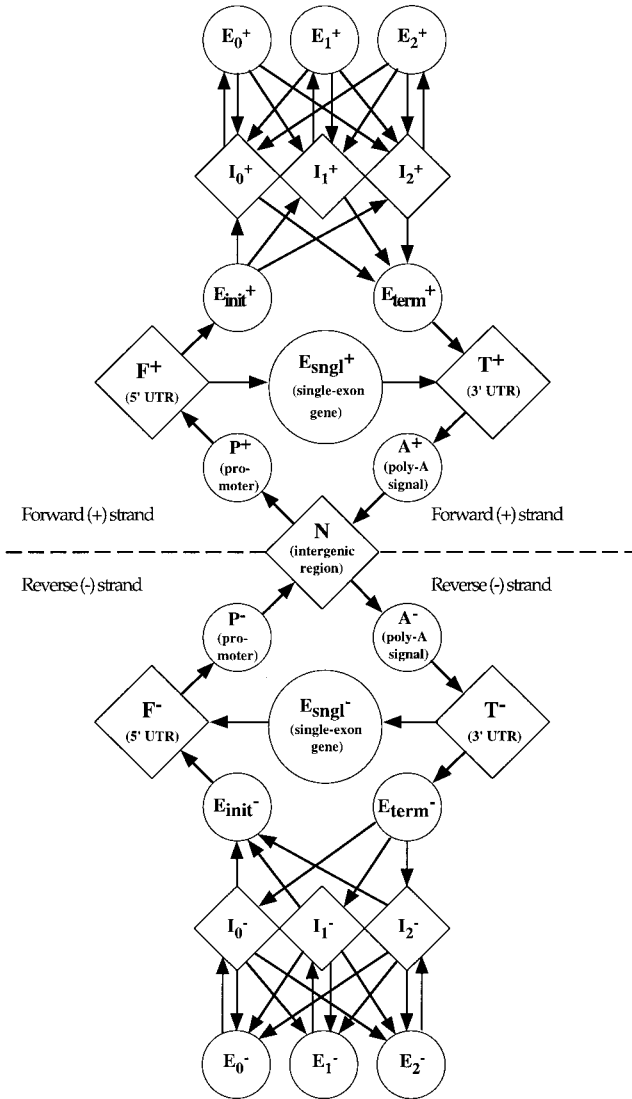 E0+ E1+ E2+
I0+ I1+ I2+
Einit+ Eterm+
F+
(5' UTR)
Esngl+
(single-exon
gene)
T+
(3' UTR)
P+
(pro-
moter)
A+
(poly-A
signal)
Forward (+) strand
Forward (+) strand
N
(intergenic
region)
Reverse (-) strand
Reverse (-) strand
P-
(pro-
moter)
A-
(poly-A
signal)
F-
(5' UTR)
Esngl-
(single-exon
gene)
T-
(3' UTR)
Einit- Eterm-
I0- I1- I2-
E0- E1- E2-